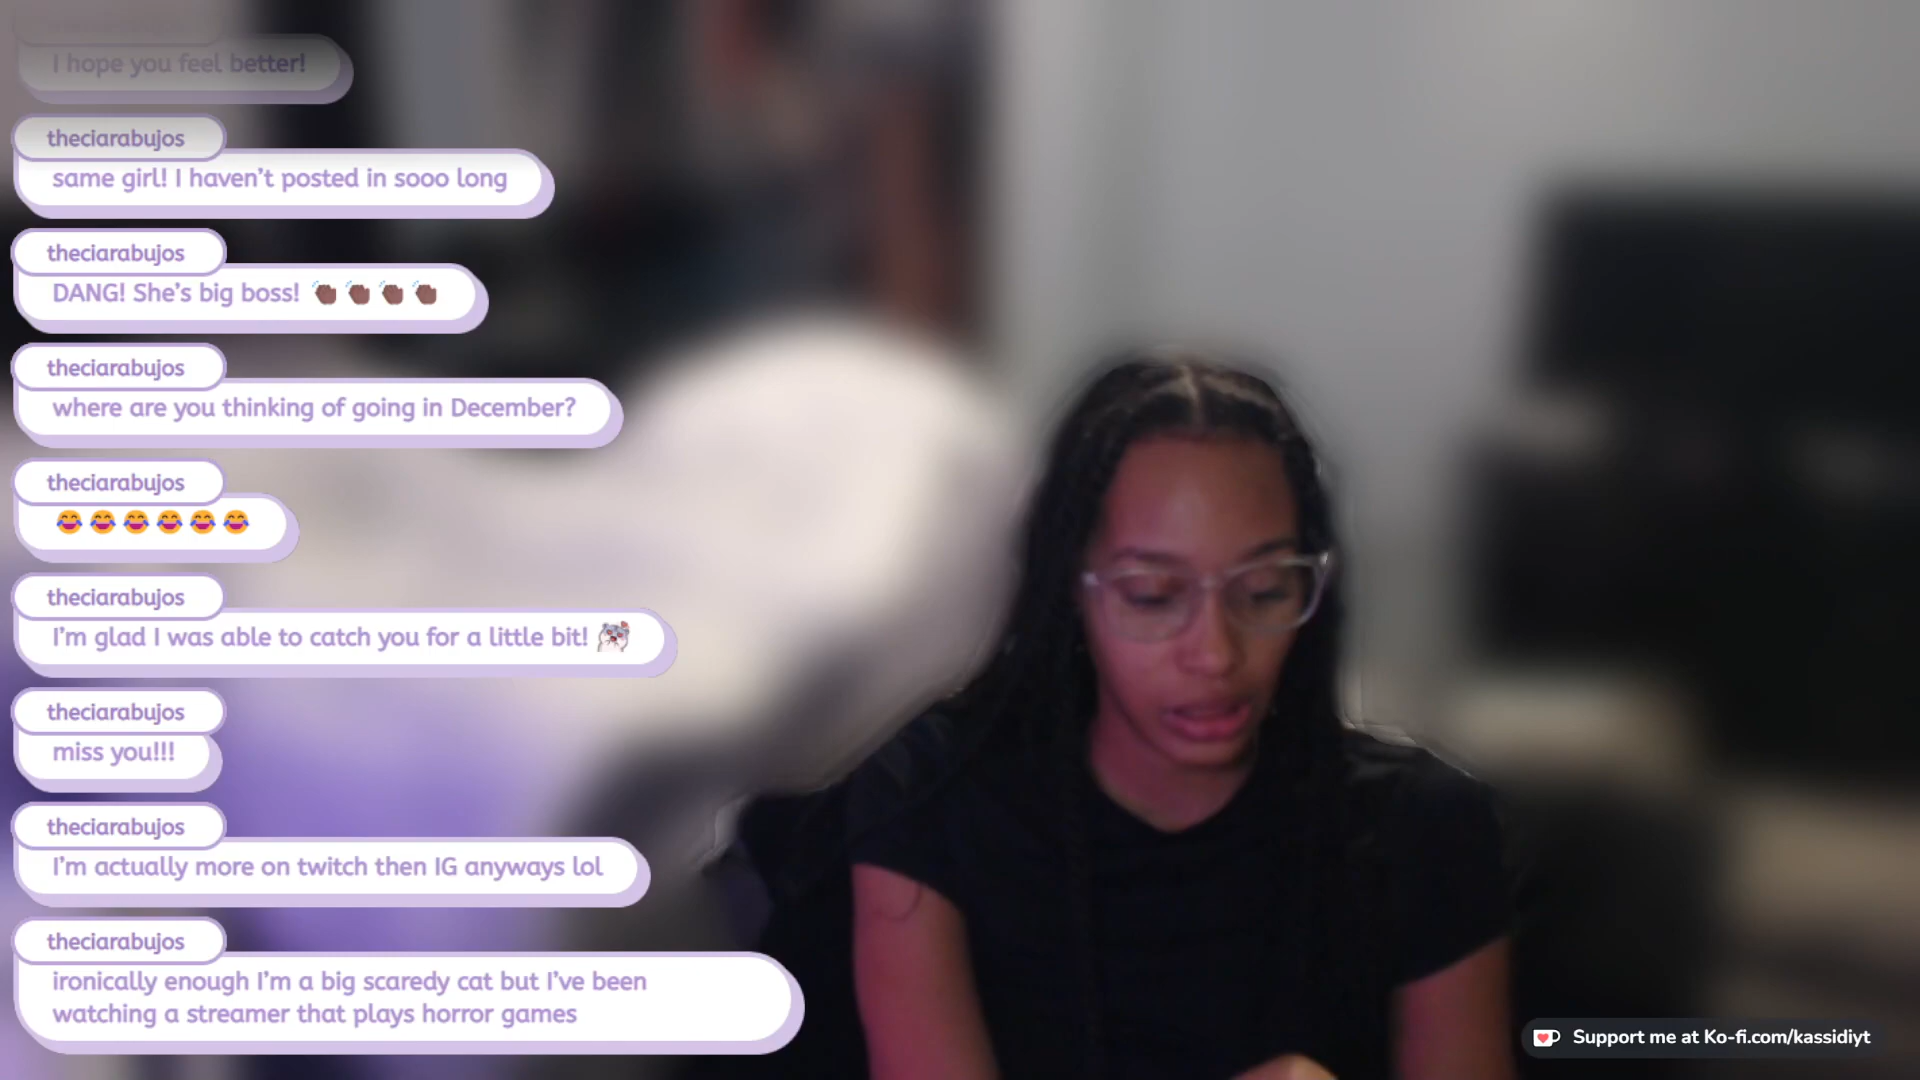 I hope you feel better!
theciarabujos
same girl! I haven't posted in sooo long
theciarabujos
DANG! She's big boss! 👏🏿👏🏿👏🏿👏🏿
theciarabujos
where are you thinking of going in December?
theciarabujos
😂😂😂😂😂😂
theciarabujos
I'm glad I was able to catch you for a little bit!
theciarabujos
miss you!!!
theciarabujos
I'm actually more on twitch then IG anyways lol
theciarabujos
ironically enough I'm a big scaredy cat but I've been
watching a streamer that plays horror games
Support me at Ko-fi.com/kassidiyt